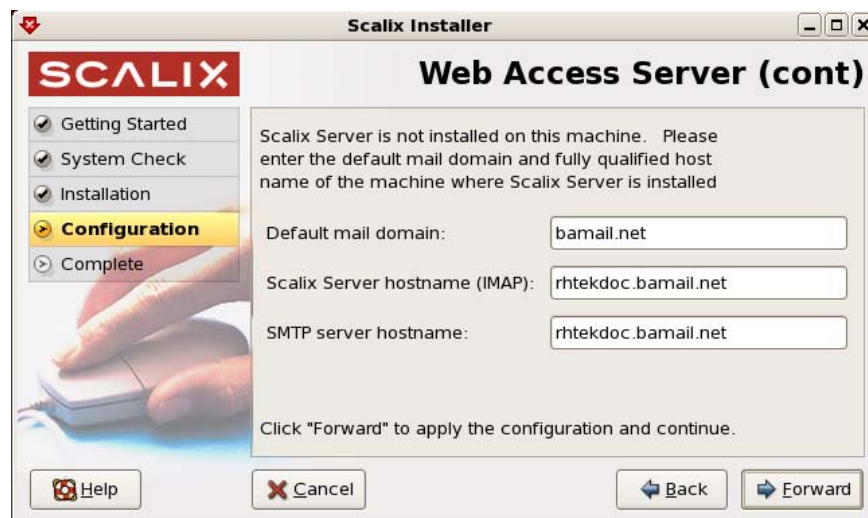 Scalix Installer
SCALIX
Web Access Server (cont)
Getting Started
System Check
Installation
Configuration
Complete
Scalix Server is not installed on this machine. Please
enter the default mail domain and fully qualified host
name of the machine where Scalix Server is installed
Default mail domain: bamail.net
Scalix Server hostname (IMAP): rhtekdoc.bamail.net
SMTP server hostname: rhtekdoc.bamail.net
Click "Forward" to apply the configuration and continue.
Help Cancel Back Forward